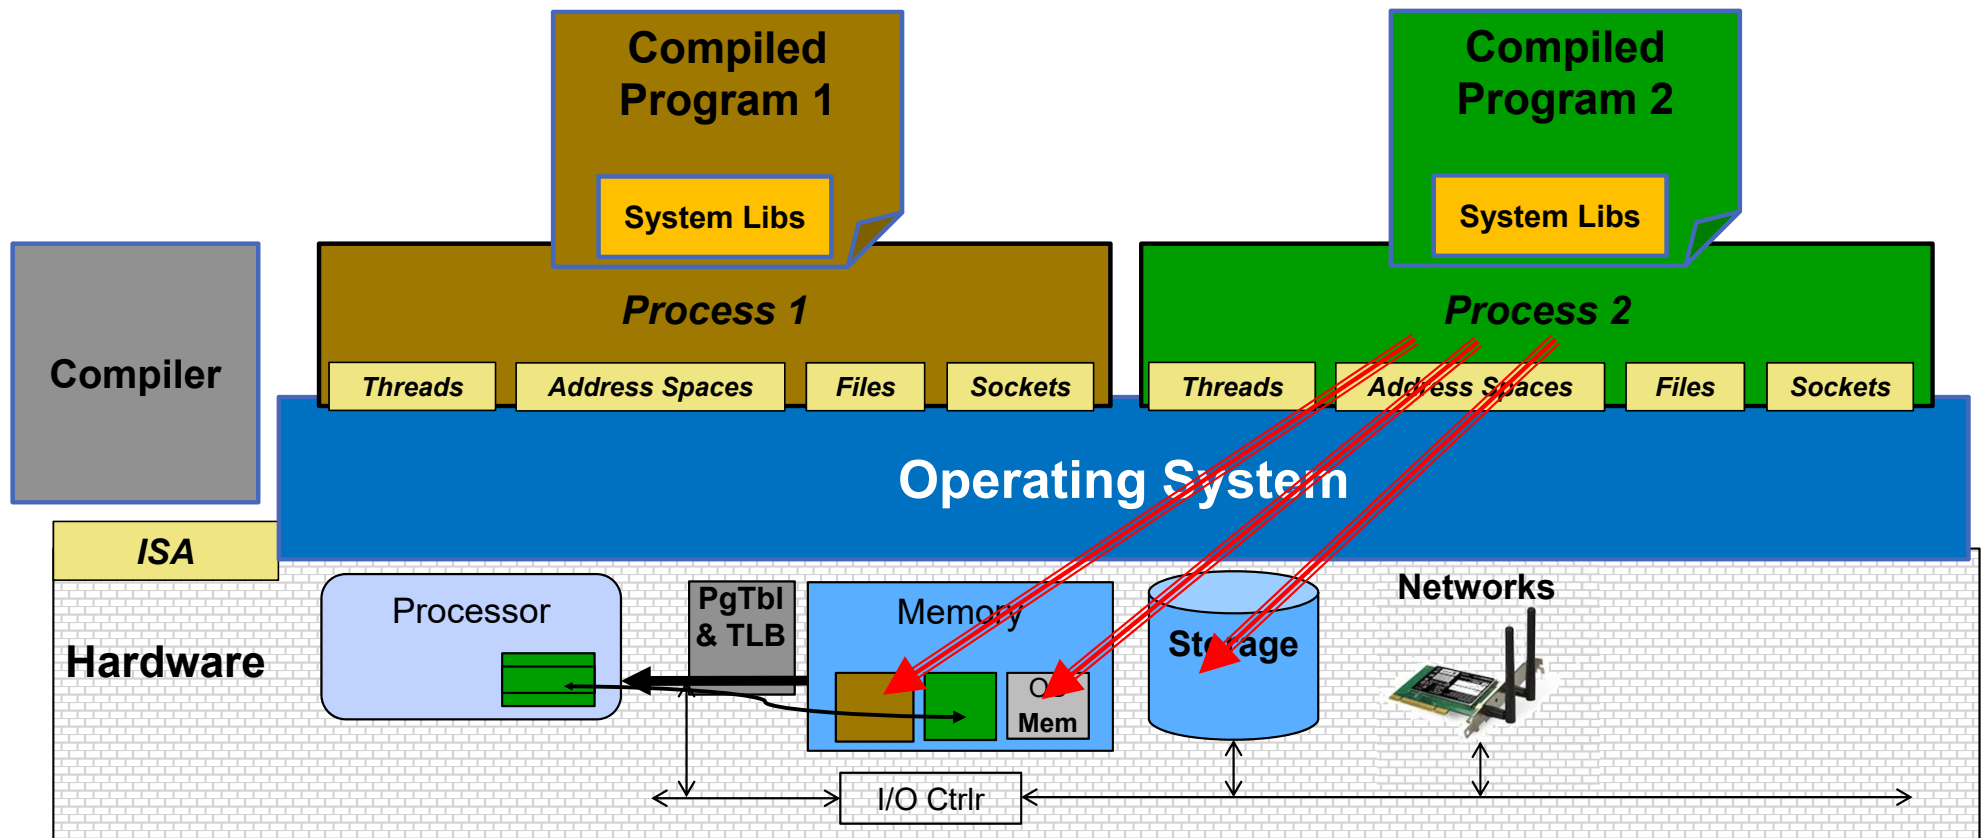 Compiled
Program 1
System Libs
Compiled
Program 2
System Libs
Process 1
Process 2
Compiler
Threads
Address Spaces
Files
Sockets
Threads
Address Spaces
Files
Sockets
Operating System
ISA
Hardware
Processor
PgTbl
& TLB
Memory
OS
Mem
Storage
Networks
I/O Ctrlr